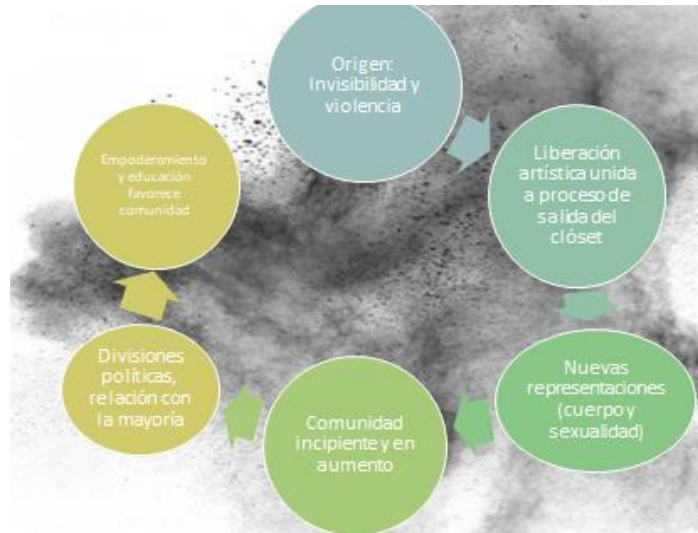 Origen:
Invisibilidad y
violencia
Liberación
artística unida
a proceso de
salida del
clóset
Nuevas
representaciones
(cuerpo y
sexualidad)
Comunidad
incipiente y en
aumento
Divisiones
políticas,
relación con
la mayoría
Empoderamiento
y educación
favorece
comunidad